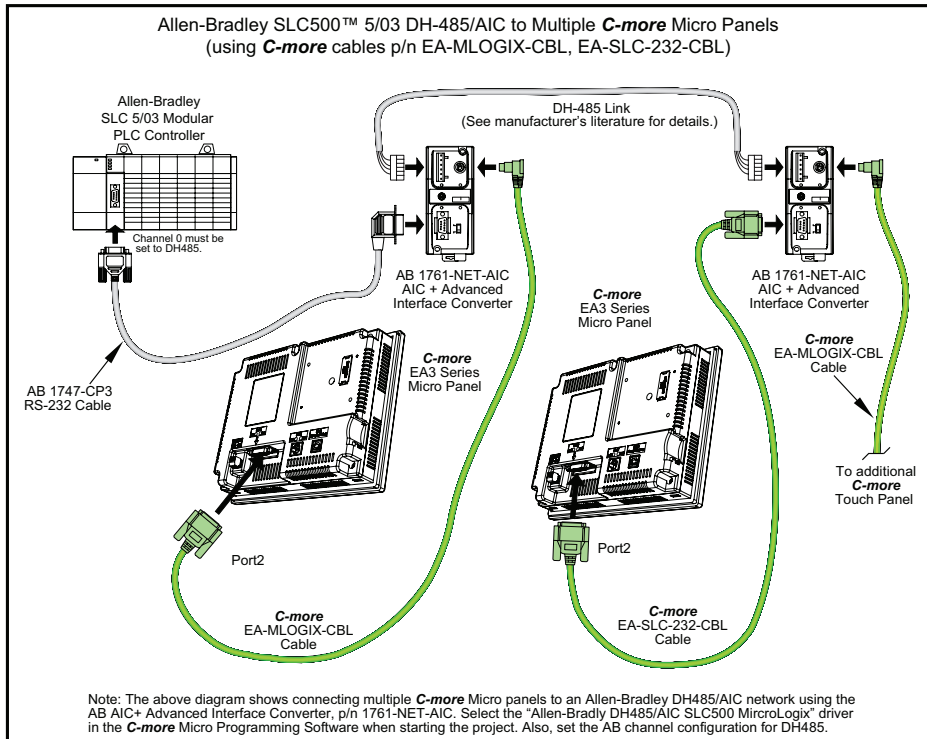 Allen-Bradley SLC500™ 5/03 DH-485/AIC to Multiple C-more Micro Panels
(using C-more cables p/n EA-MLOGIX-CBL, EA-SLC-232-CBL)
Allen-Bradley
SLC 5/03 Modular
PLC Controller
DH-485 Link
(See manufacturer's literature for details.)
Channel 0 must be
set to DH485.
AB 1761-NET-AIC
AIC + Advanced
Interface Converter
AB 1761-NET-AIC
AIC + Advanced
Interface Converter
C-more
EA3 Series
Micro Panel
C-more
EA3 Series
Micro Panel
C-more
EA-MLOGIX-CBL
Cable
AB 1747-CP3
RS-232 Cable
To additional
C-more
Touch Panel
Port2
Port2
C-more
EA-MLOGIX-CBL
Cable
C-more
EA-SLC-232-CBL
Cable
Note: The above diagram shows connecting multiple C-more Micro panels to an Allen-Bradley DH485/AIC network using the
AB AIC+ Advanced Interface Converter, p/n 1761-NET-AIC. Select the “Allen-Bradly DH485/AIC SLC500 MircroLogix” driver
in the C-more Micro Programming Software when starting the project. Also, set the AB channel configuration for DH485.